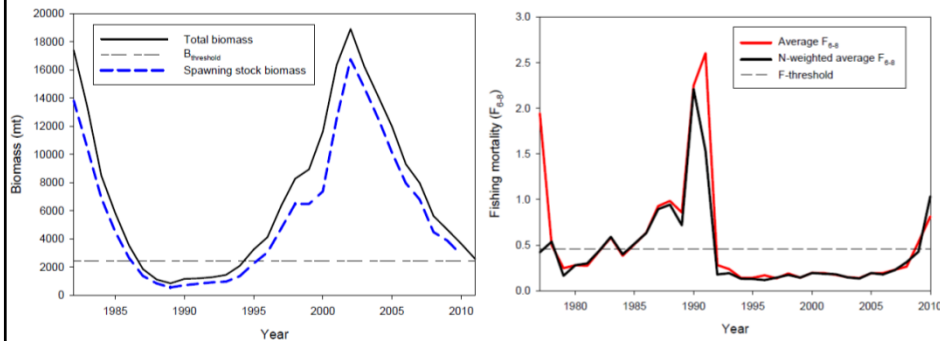 20000
18000
16000
14000
12000
10000
8000
6000
4000
2000
0
Biomass (mt)
Total biomass
Bthreshold
Spawning stock biomass
1985 1990 1995 2000 2005 2010
Year
3.0
2.5
2.0
1.5
1.0
0.5
0.0
Fishing mortality (F6-8)
Average F6-8
N-weighted average F6-8
F-threshold
1980 1985 1990 1995 2000 2005 2010
Year